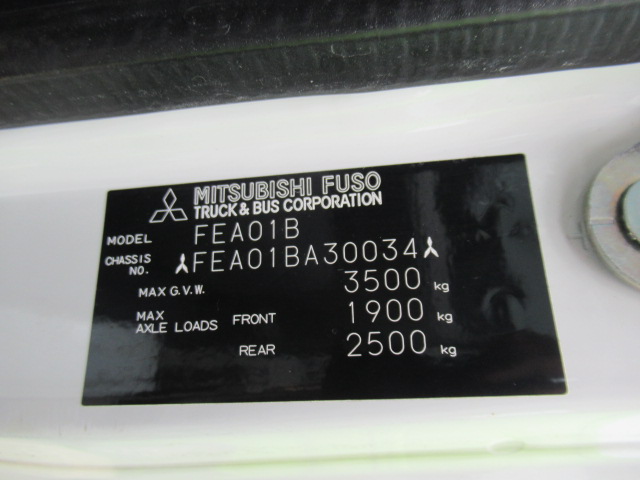 MITSUBISHI FUSO
TRUCK & BUS CORPORATION
MODEL FEA01B
CHASSIS NO. FEA01BA30034
MAX G.V.W. 3500 kg
MAX AXLE LOADS FRONT 1900 kg
REAR 2500 kg